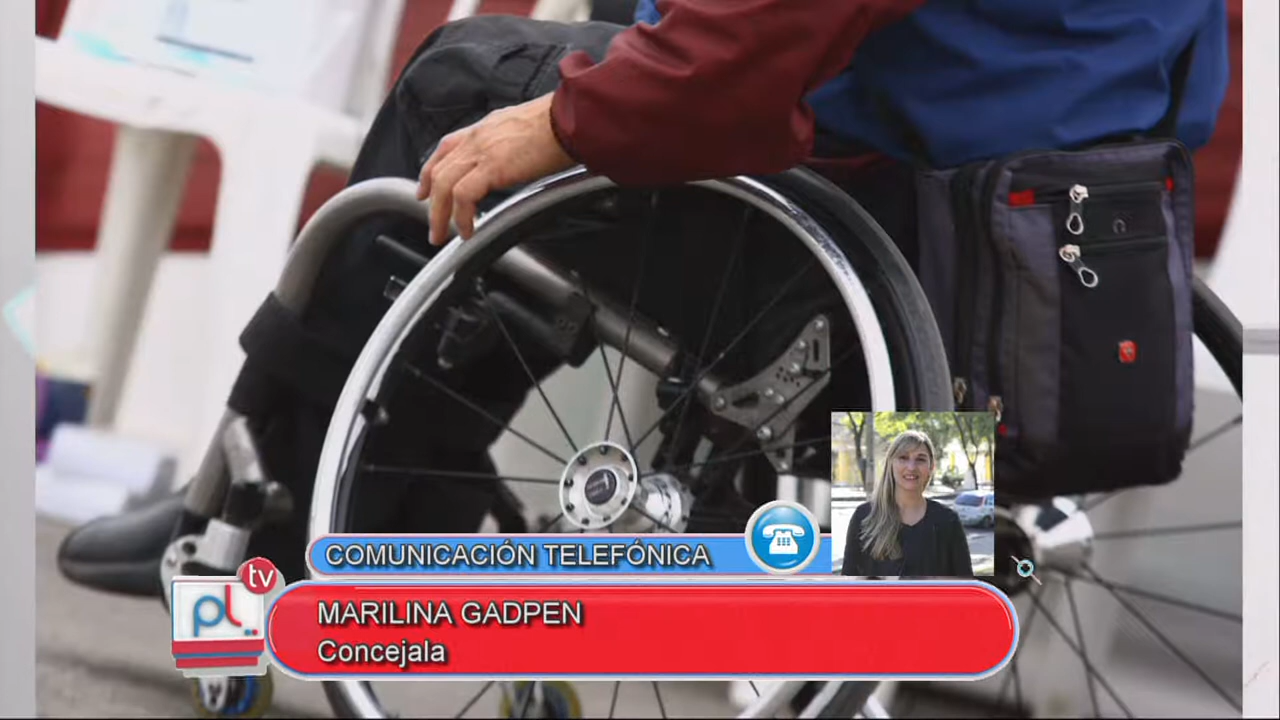 COMUNICACIÓN TELEFÓNICA
tv
pl
MARILINA GADPEN
Concejala